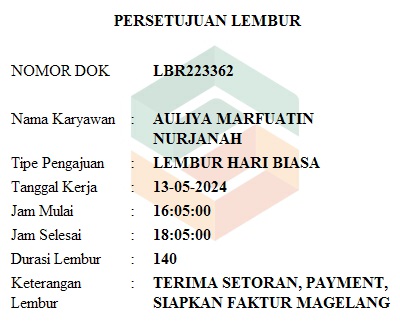 PERSETUJUAN LEMBUR
NOMOR DOK LBR223362
Nama Karyawan : AULIYA MARFUATIN
NURJANAH
Tipe Pengajuan : LEMBUR HARI BIASA
Tanggal Kerja : 13-05-2024
Jam Mulai : 16:05:00
Jam Selesai : 18:05:00
Durasi Lembur : 140
Keterangan : TERIMA SETORAN, PAYMENT,
Lembur SIAPKAN FAKTUR MAGELANG